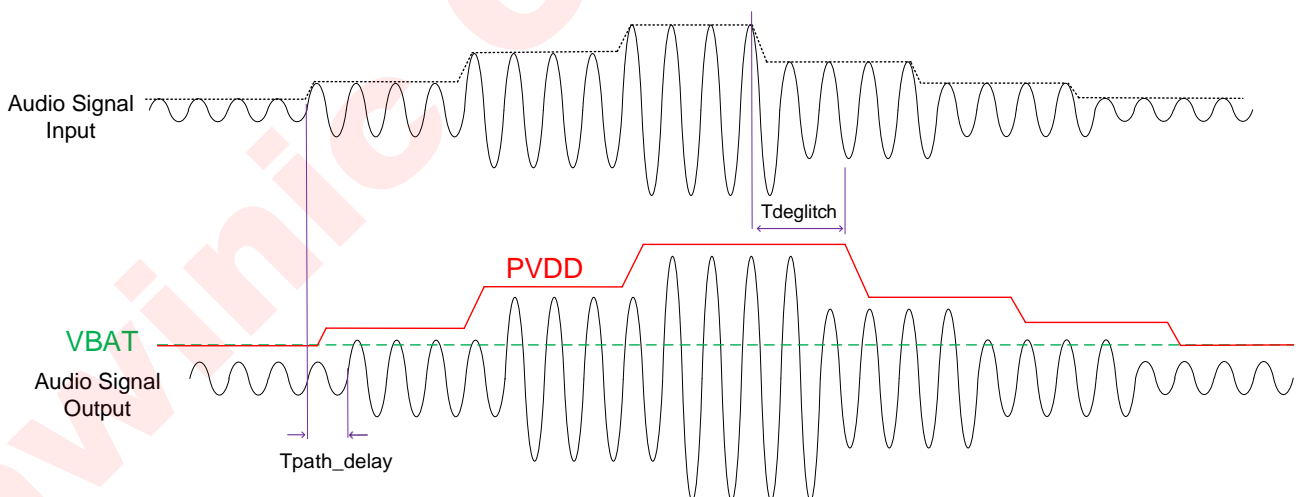 Audio Signal
Input
Tdeglitch
PVDD
VBAT
Audio Signal
Output
Tpath_delay